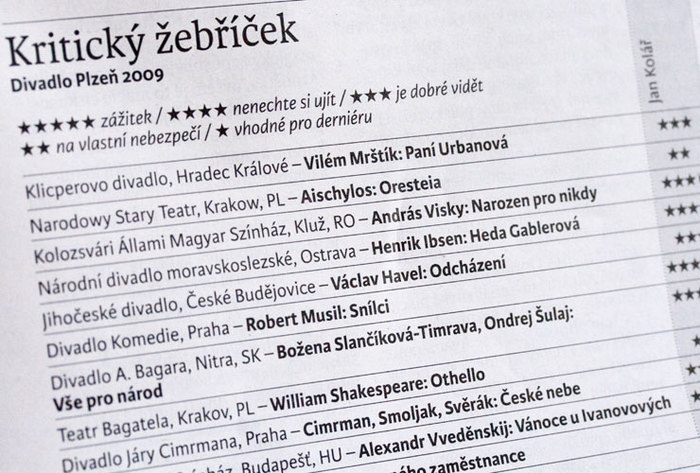 Kritický žebříček
Divadlo Plzeň 2009
Jan Kolář
★★★★★ zážitek / ★★★★ nenechte si ujít / ★★★ je dobré vidět
★★ na vlastní nebezpečí / ★ vhodné pro derniéru
Klicperovo divadlo, Hradec Králové – Vilém Mrštík: Paní Urbanová ★★★
Narodowy Stary Teatr, Krakow, PL – Aischylos: Oresteia ★★
Kolozsvári Állami Magyar Színház, Kluž, RO – András Visky: Narozen pro nikdy ★★★
Národní divadlo moravskoslezské, Ostrava – Henrik Ibsen: Heda Gablerová
Jihočeské divadlo, České Budějovice – Václav Havel: Odcházení
Divadlo Komedie, Praha – Robert Musil: Snílci
Divadlo A. Bagara, Nitra, SK – Božena Slančíková-Timrava, Ondrej Šulaj:
Vše pro národ
Teatr Bagatela, Krakov, PL – William Shakespeare: Othello
Divadlo Járy Cimrmana, Praha – Cimrman, Smoljak, Svěrák: České nebe
Budapešť, HU – Alexandr Vveděnskij: Vánoce u Ivanovových
zaměstnance